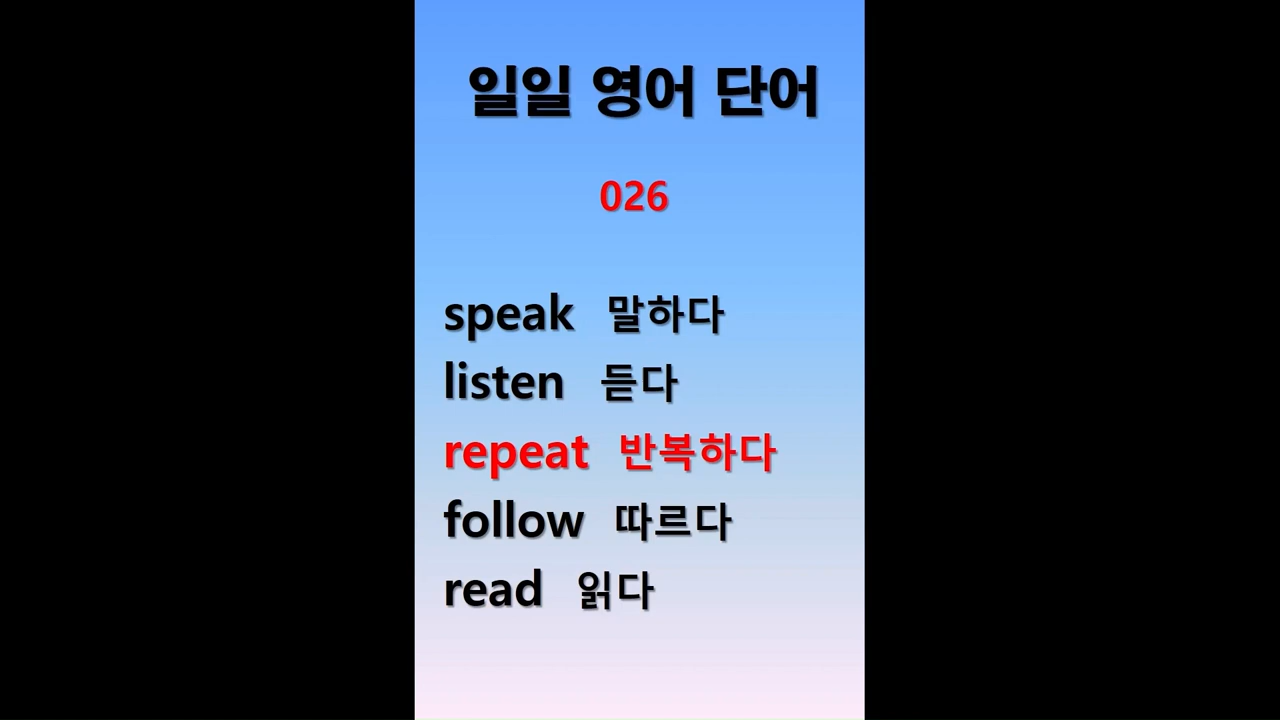 일일 영어 단어
026
speak 말하다
listen 듣다
repeat 반복하다
follow 따르다
read 읽다